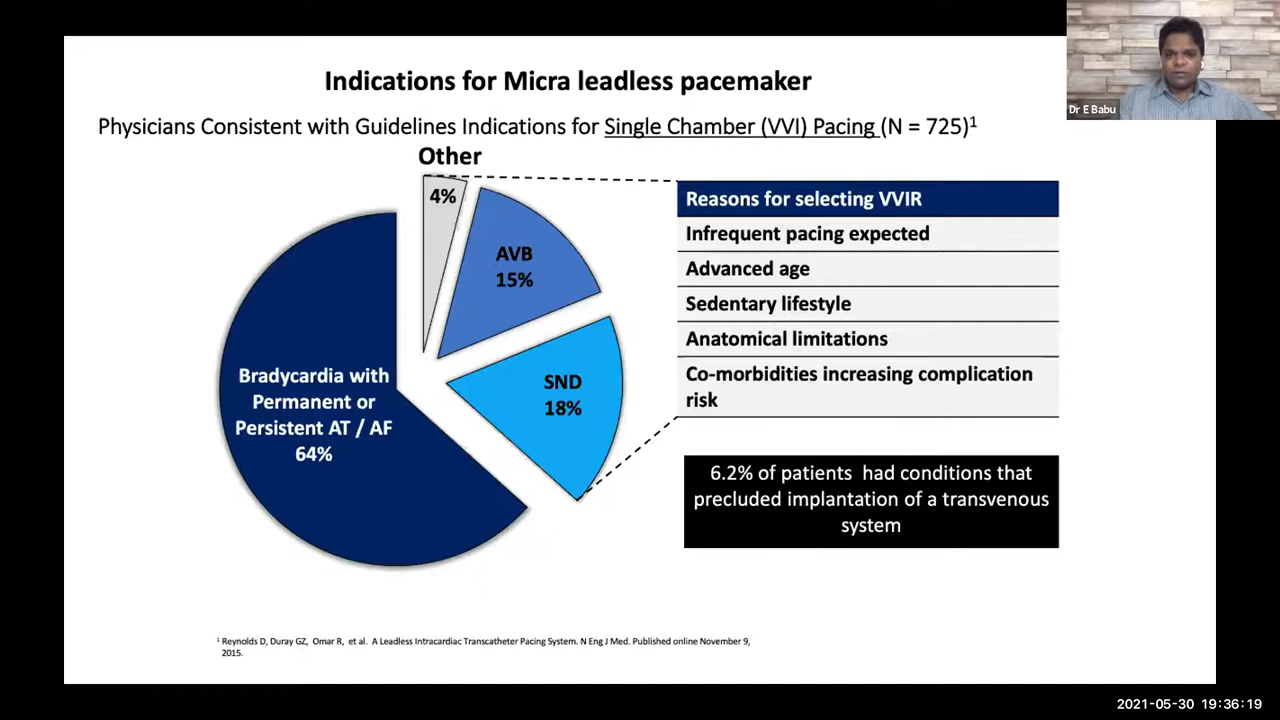 Indications for Micra leadless pacemaker
Dr E Babu
Physicians Consistent with Guidelines Indications for Single Chamber (VVI) Pacing (N = 725)¹
Other
4%
AVB
15%
SND
18%
Bradycardia with
Permanent or
Persistent AT / AF
64%
Reasons for selecting VVIR
Infrequent pacing expected
Advanced age
Sedentary lifestyle
Anatomical limitations
Co-morbidities increasing complication
risk
6.2% of patients had conditions that
precluded implantation of a transvenous
system
¹ Reynolds D, Duray GZ, Omar R, et al. A Leadless Intracardiac Transcatheter Pacing System. N Eng J Med. Published online November 9,
2015.
2021-05-30 19:36:19